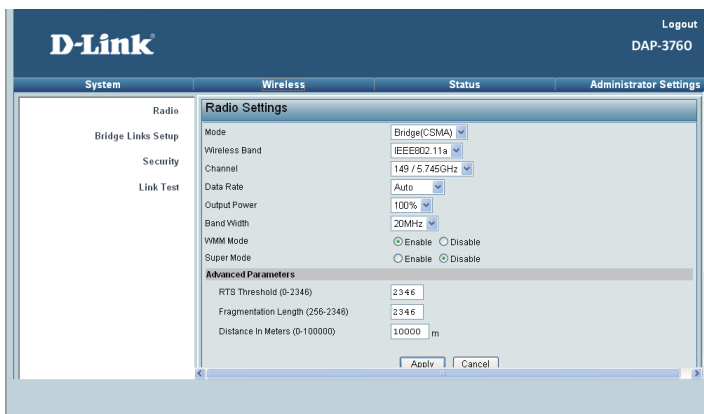 Logout
D-Link
DAP-3760
System Wireless Status Administrator Settings
Radio
Bridge Links Setup
Security
Link Test
Radio Settings
Mode Bridge(CSMA)
Wireless Band IEEE802.11a
Channel 149 / 5.745GHz
Data Rate Auto
Output Power 100%
Band Width 20MHz
WMM Mode Enable Disable
Super Mode Enable Disable
Advanced Parameters
RTS Threshold (0-2346) 2346
Fragmentation Length (256-2346) 2346
Distance In Meters (0-100000) 10000 m
Apply Cancel